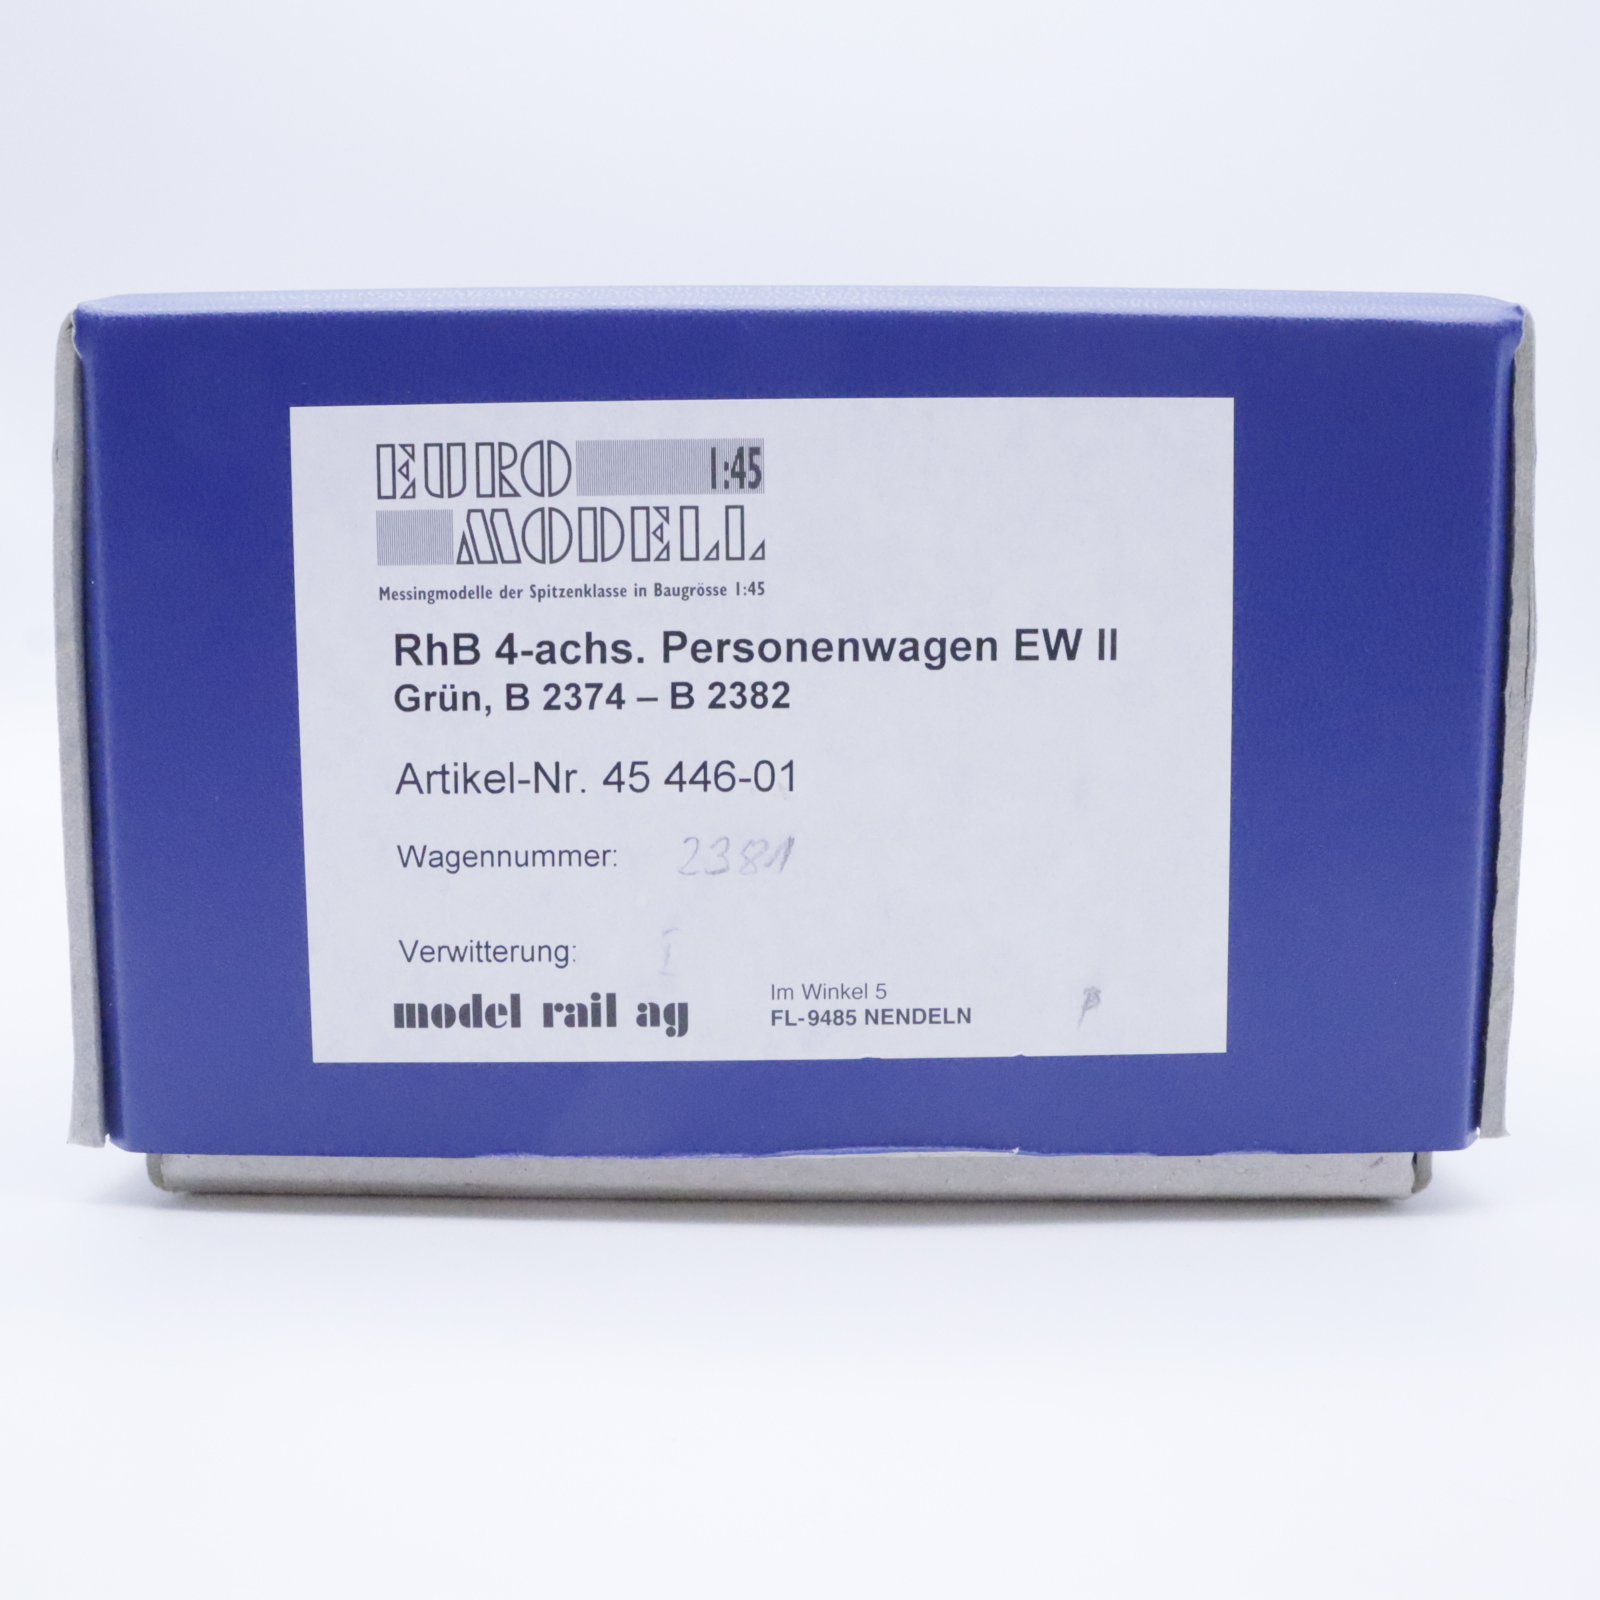 EURO 1:45
MODELL
Messingmodelle der Spitzenklasse in Baugrösse 1:45
RhB 4-achs. Personenwagen EW II
Grün, B 2374 – B 2382
Artikel-Nr. 45 446-01
Wagennummer: 2381
Verwitterung: I
model rail ag
Im Winkel 5
FL-9485 NENDELN